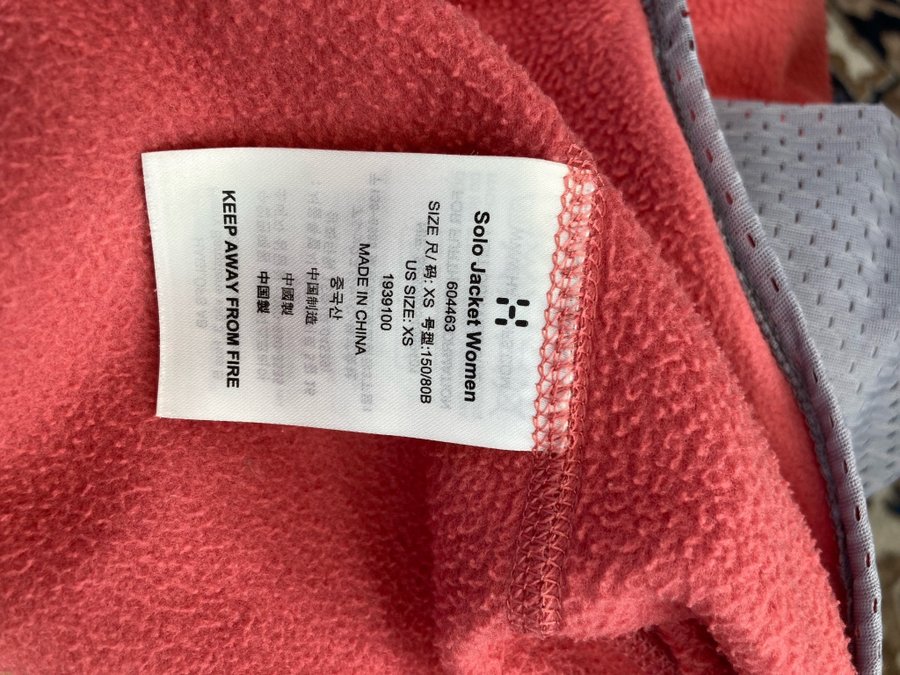 Solo Jacket Women
604463
SIZE 尺/ 码: XS 号型:150/80B
US SIZE: XS
1939100
MADE IN CHINA
중국산
中国制造
中國製造
中国製
KEEP AWAY FROM FIRE